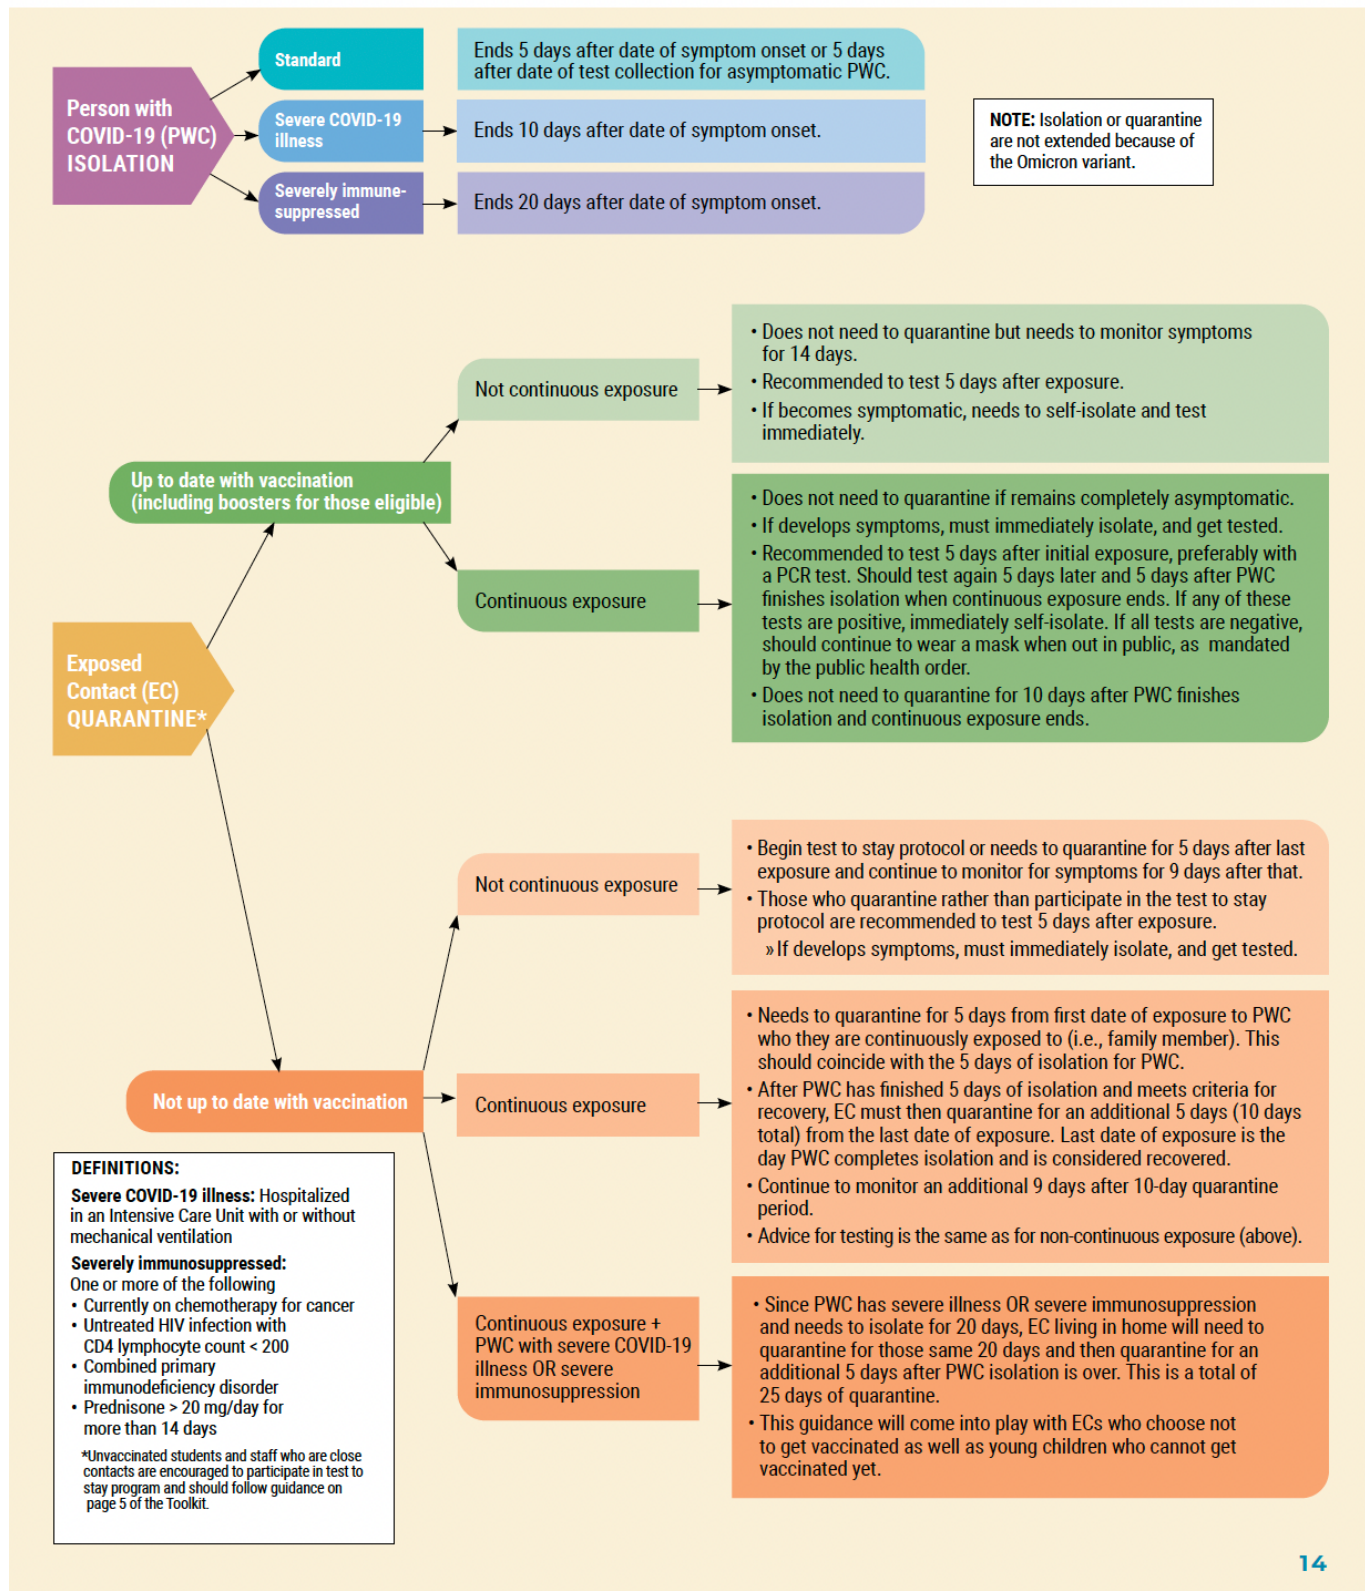 Person with
COVID-19 (PWC)
ISOLATION
Standard
Ends 5 days after date of symptom onset or 5 days
after date of test collection for asymptomatic PWC.
Severe COVID-19
illness
Ends 10 days after date of symptom onset.
Severely immune-
suppressed
Ends 20 days after date of symptom onset.
NOTE: Isolation or quarantine
are not extended because of
the Omicron variant.
Exposed
Contact (EC)
QUARANTINE*
Up to date with vaccination
(including boosters for those eligible)
Not continuous exposure
• Does not need to quarantine but needs to monitor symptoms
for 14 days.
• Recommended to test 5 days after exposure.
• If becomes symptomatic, needs to self-isolate and test
immediately.
Continuous exposure
• Does not need to quarantine if remains completely asymptomatic.
• If develops symptoms, must immediately isolate, and get tested.
• Recommended to test 5 days after initial exposure, preferably with
a PCR test. Should test again 5 days later and 5 days after PWC
finishes isolation when continuous exposure ends. If any of these
tests are positive, immediately self-isolate. If all tests are negative,
should continue to wear a mask when out in public, as mandated
by the public health order.
• Does not need to quarantine for 10 days after PWC finishes
isolation and continuous exposure ends.
Not up to date with vaccination
Not continuous exposure
• Begin test to stay protocol or needs to quarantine for 5 days after last
exposure and continue to monitor for symptoms for 9 days after that.
• Those who quarantine rather than participate in the test to stay
protocol are recommended to test 5 days after exposure.
» If develops symptoms, must immediately isolate, and get tested.
Continuous exposure
• Needs to quarantine for 5 days from first date of exposure to PWC
who they are continuously exposed to (i.e., family member). This
should coincide with the 5 days of isolation for PWC.
• After PWC has finished 5 days of isolation and meets criteria for
recovery, EC must then quarantine for an additional 5 days (10 days
total) from the last date of exposure. Last date of exposure is the
day PWC completes isolation and is considered recovered.
• Continue to monitor an additional 9 days after 10-day quarantine
period.
• Advice for testing is the same as for non-continuous exposure (above).
Continuous exposure +
PWC with severe COVID-19
illness OR severe
immunosuppression
• Since PWC has severe illness OR severe immunosuppression
and needs to isolate for 20 days, EC living in home will need to
quarantine for those same 20 days and then quarantine for an
additional 5 days after PWC isolation is over. This is a total of
25 days of quarantine.
• This guidance will come into play with ECs who choose not
to get vaccinated as well as young children who cannot get
vaccinated yet.
DEFINITIONS:
Severe COVID-19 illness: Hospitalized
in an Intensive Care Unit with or without
mechanical ventilation
Severely immunosuppressed:
One or more of the following
• Currently on chemotherapy for cancer
• Untreated HIV infection with
CD4 lymphocyte count < 200
• Combined primary
immunodeficiency disorder
• Prednisone > 20 mg/day for
more than 14 days
*Unvaccinated students and staff who are close
contacts are encouraged to participate in test to
stay program and should follow guidance on
page 5 of the Toolkit.
14